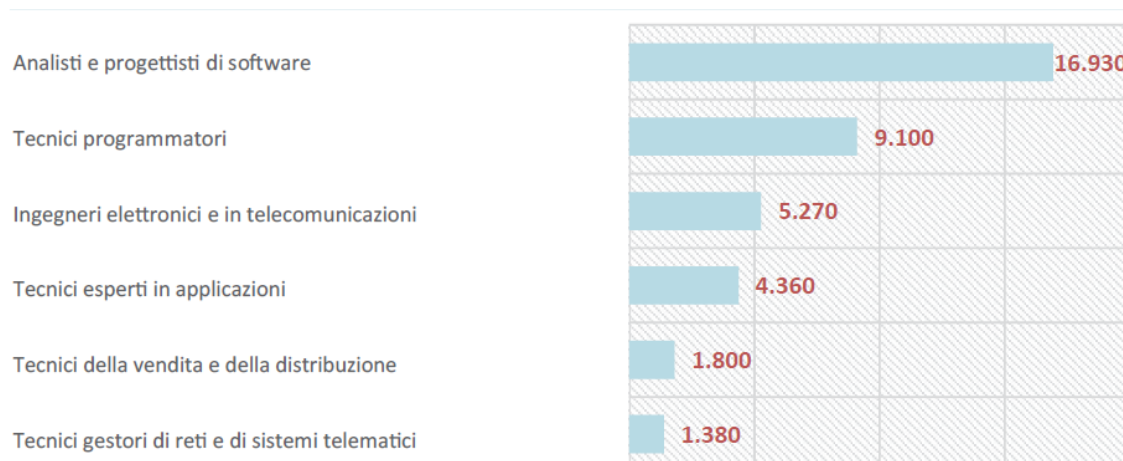 Analisti e progettisti di software 16.930
Tecnici programmatori 9.100
Ingegneri elettronici e in telecomunicazioni 5.270
Tecnici esperti in applicazioni 4.360
Tecnici della vendita e della distribuzione 1.800
Tecnici gestori di reti e di sistemi telematici 1.380